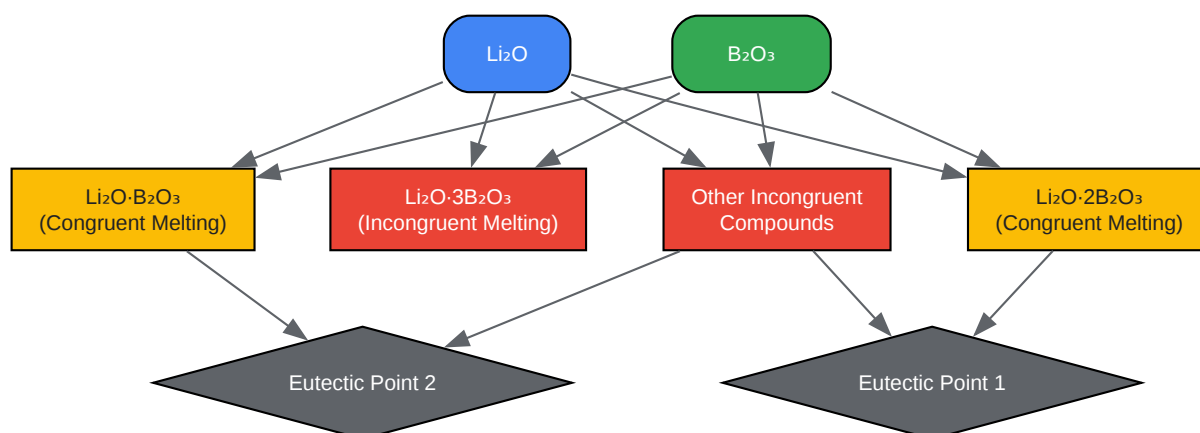 Li₂O
B₂O₃
Li₂O·B₂O₃
(Congruent Melting)
Li₂O·3B₂O₃
(Incongruent Melting)
Other Incongruent
Compounds
Li₂O·2B₂O₃
(Congruent Melting)
Eutectic Point 2
Eutectic Point 1